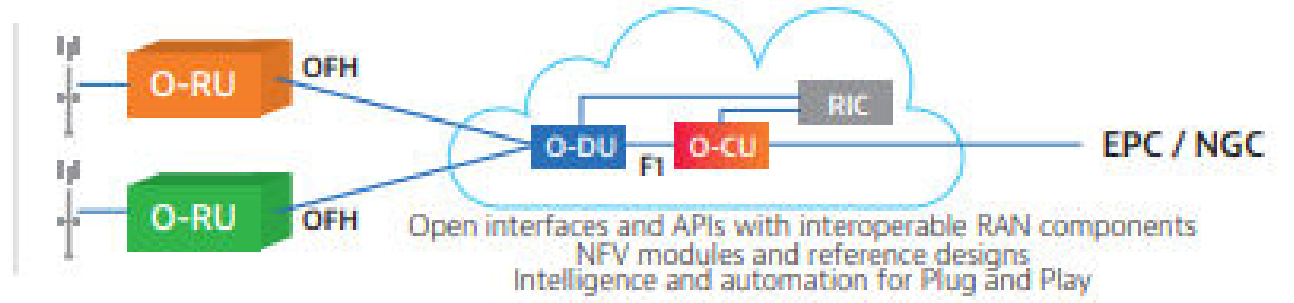 O-RU
OFH
RIC
O-DU
F1
O-CU
EPC / NGC
O-RU
OFH
Open interfaces and APIs with interoperable RAN components
NFV modules and reference designs
Intelligence and automation for Plug and Play